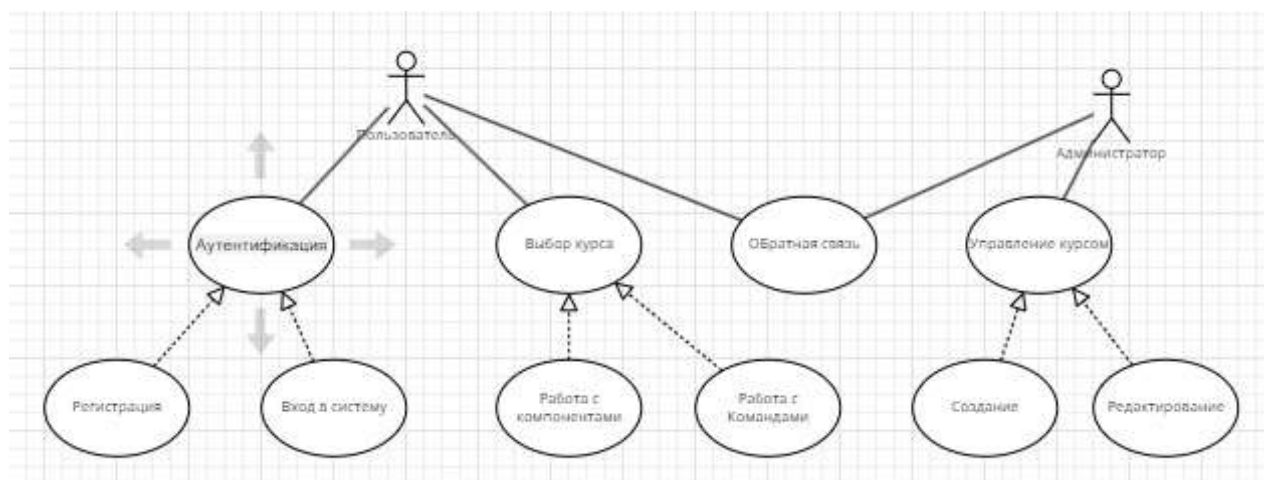 Пользователь
Администратор
Аутентификация
Выбор курса
ОБратная связь
Управление курсом
Регистрация
Вход в систему
Работа с
компонентами
Работа с
Командами
Создание
Редактирование